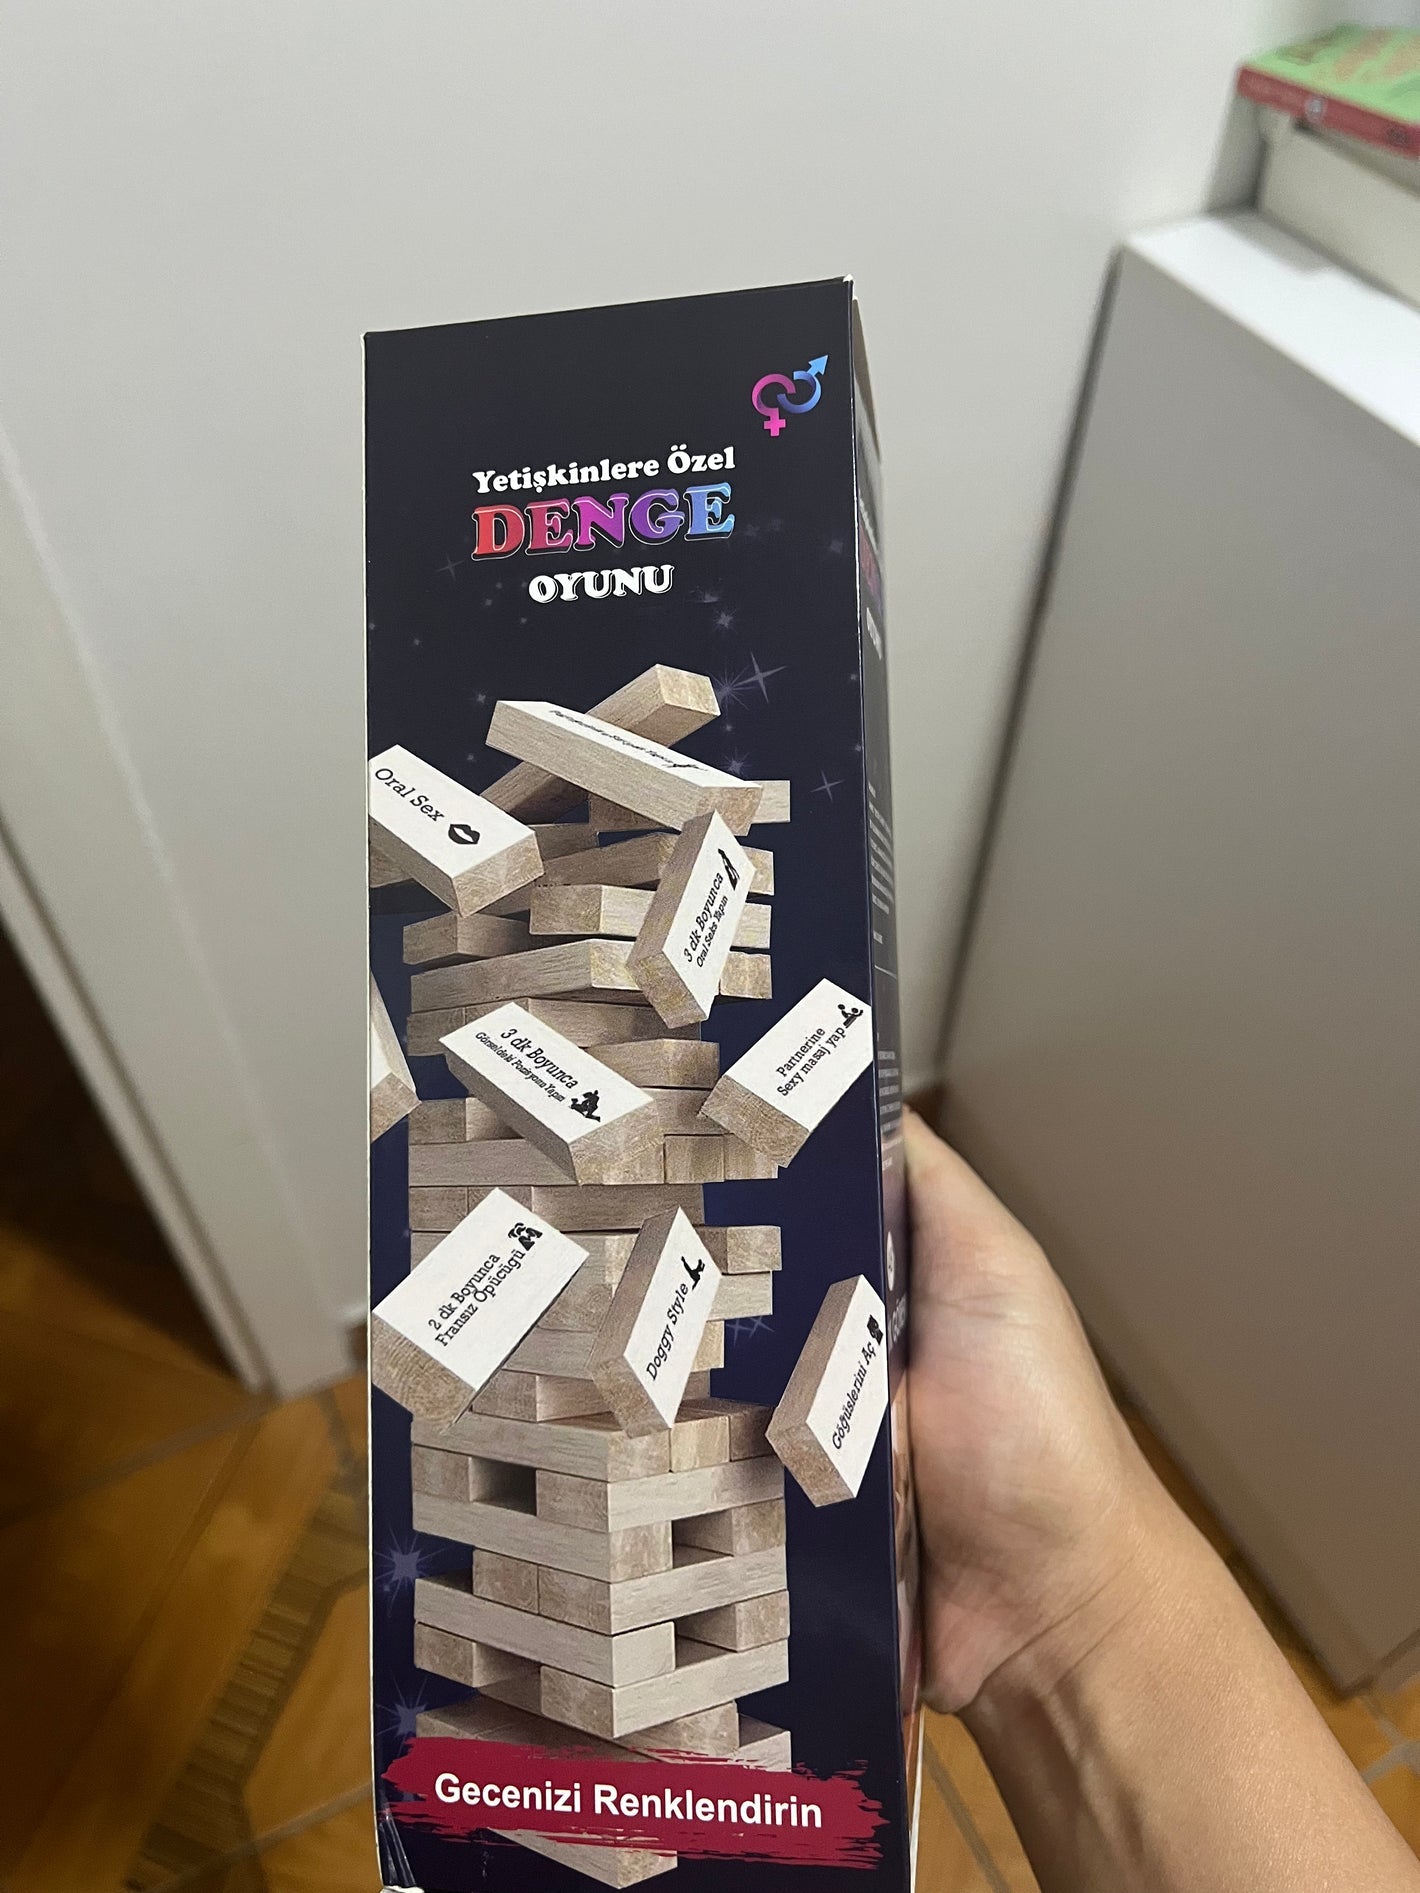 Yetişkinlere Özel
DENGE
OYUNU
Oral Sex
3 dk Boyunca
Oral Seks Yapın
3 dk Boyunca
Görseldeki Pozisyonu Yapın
Partnerine
Sexy masaj yap
2 dk Boyunca
Fransız Öpücüğü
Doggy Style
Göğüslerini Aç
Gecenizi Renklendirin